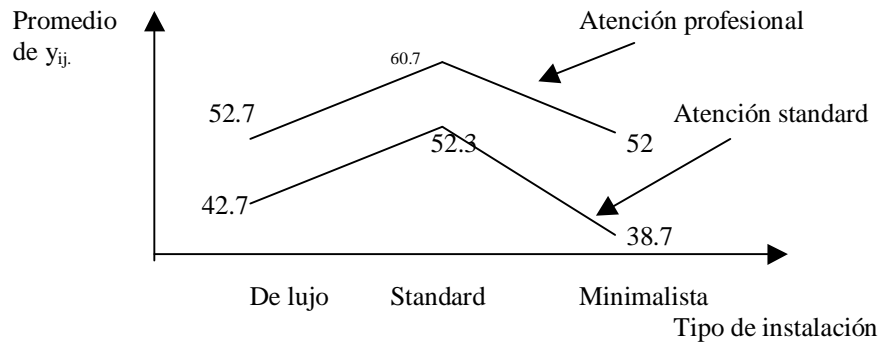 Promedio
de yij.
Atención profesional
60.7
52.7
Atención standard
52.3
52
42.7
38.7
De lujo
Standard
Minimalista
Tipo de instalación